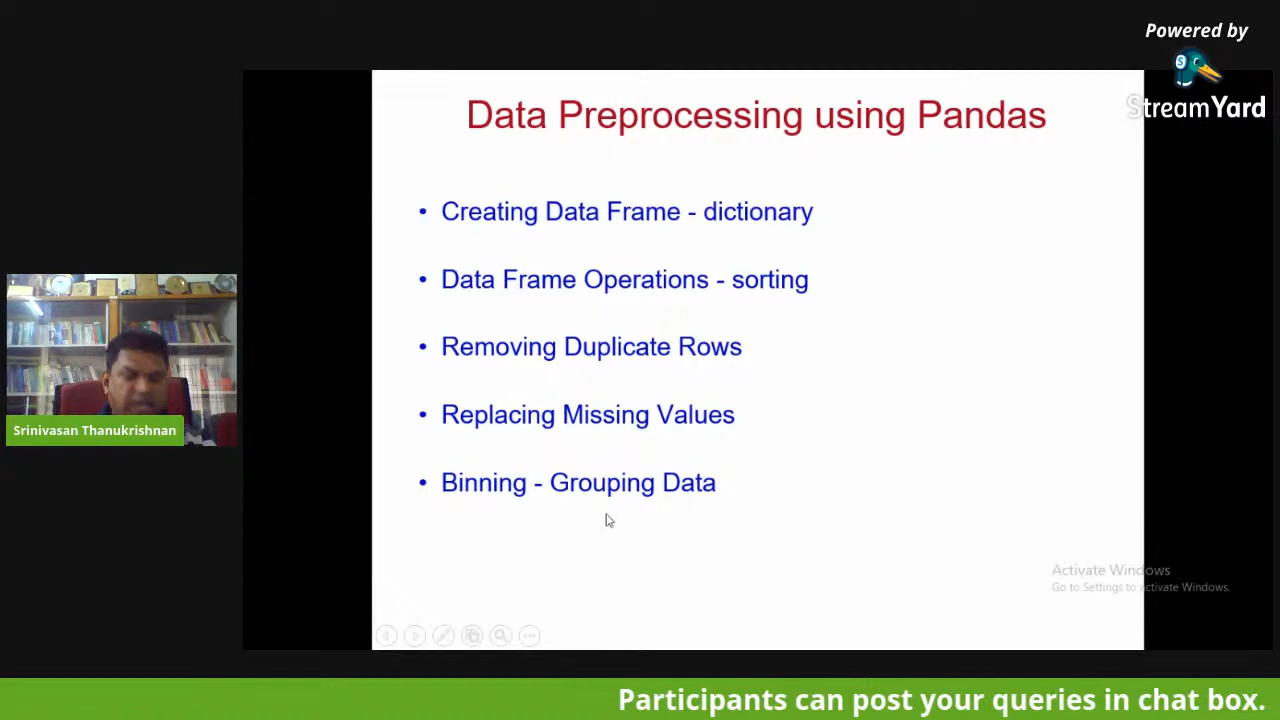 Powered by
StreamYard
Data Preprocessing using Pandas
• Creating Data Frame - dictionary
• Data Frame Operations - sorting
• Removing Duplicate Rows
• Replacing Missing Values
• Binning - Grouping Data
Srinivasan Thanukrishnan
Activate Windows
Go to Settings to activate Windows.
Participants can post your queries in chat box.